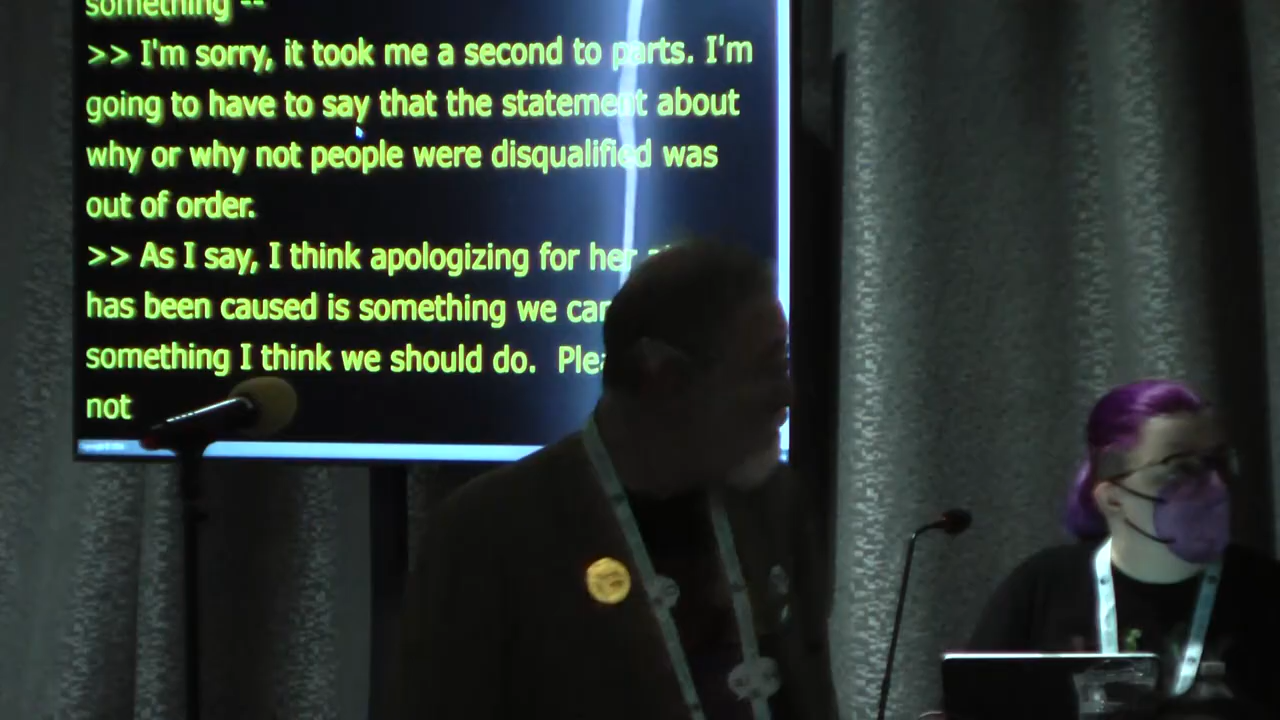 something --
>> I'm sorry, it took me a second to parts. I'm
going to have to say that the statement about
why or why not people were disqualified was
out of order.
>> As I say, I think apologizing for her
has been caused is something we
something I think we should do.
not